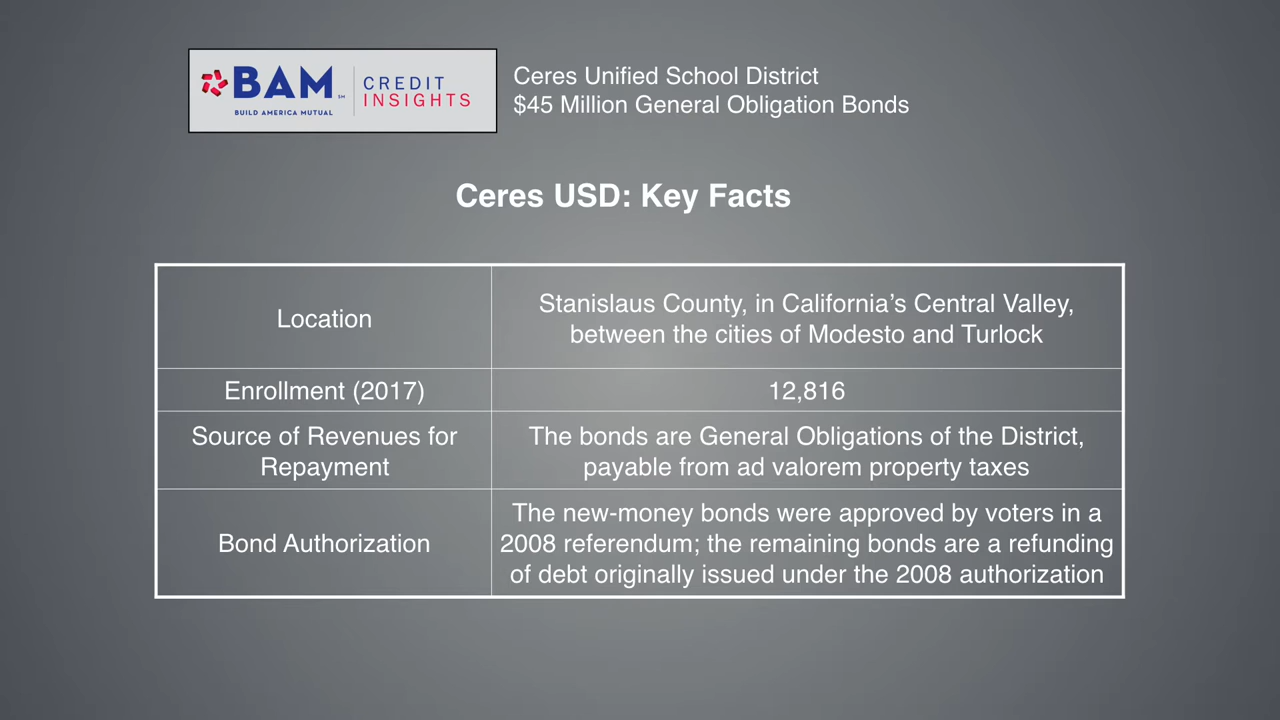 BAM SM
BUILD AMERICA MUTUAL
CREDIT
INSIGHTS
Ceres Unified School District
$45 Million General Obligation Bonds
Ceres USD: Key Facts
Location
Stanislaus County, in California’s Central Valley,
between the cities of Modesto and Turlock
Enrollment (2017)
12,816
Source of Revenues for
Repayment
The bonds are General Obligations of the District,
payable from ad valorem property taxes
Bond Authorization
The new-money bonds were approved by voters in a
2008 referendum; the remaining bonds are a refunding
of debt originally issued under the 2008 authorization